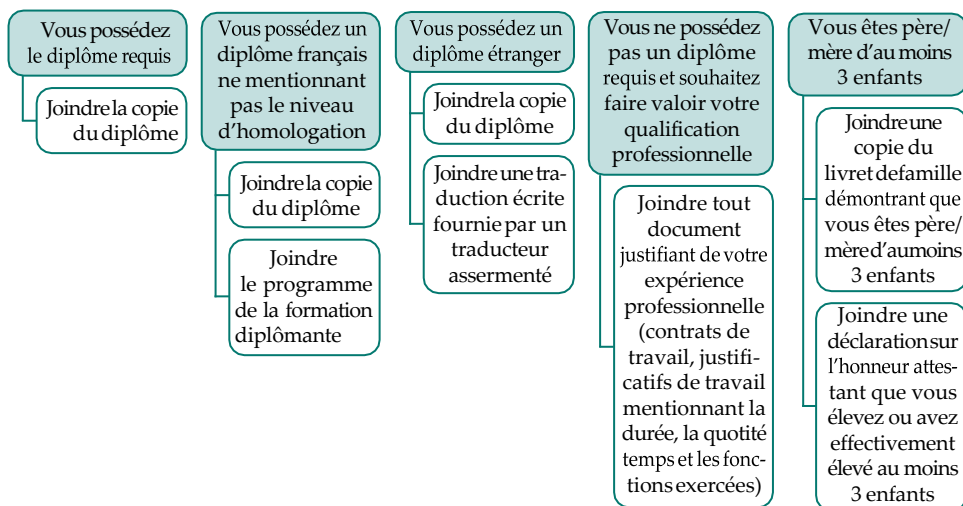 Vous possédez
le diplôme requis
Joindre la copie
du diplôme
Vous possédez un
diplôme français
ne mentionnant
pas le niveau
d'homologation
Joindre la copie
du diplôme
Joindre
le programme
de la formation
diplômante
Vous possédez un
diplôme étranger
Joindre la copie
du diplôme
Joindre une tra-
duction écrite
fournie par un
traducteur
assermenté
Vous ne possédez
pas un diplôme
requis et souhaitez
faire valoir votre
qualification
professionnelle
Joindre tout
document
justifiant de votre
expérience
professionnelle
(contrats de
travail, justifi-
catifs de travail
mentionnant la
durée, la quotité
temps et les fonc-
tions exercées)
Vous êtes père/
mère d'au moins
3 enfants
Joindre une
copie du
livret de famille
démontrant que
vous êtes père/
mère d'au moins
3 enfants
Joindre une
déclaration sur
l'honneur attes-
tant que vous
élevez ou avez
effectivement
élevé au moins
3 enfants